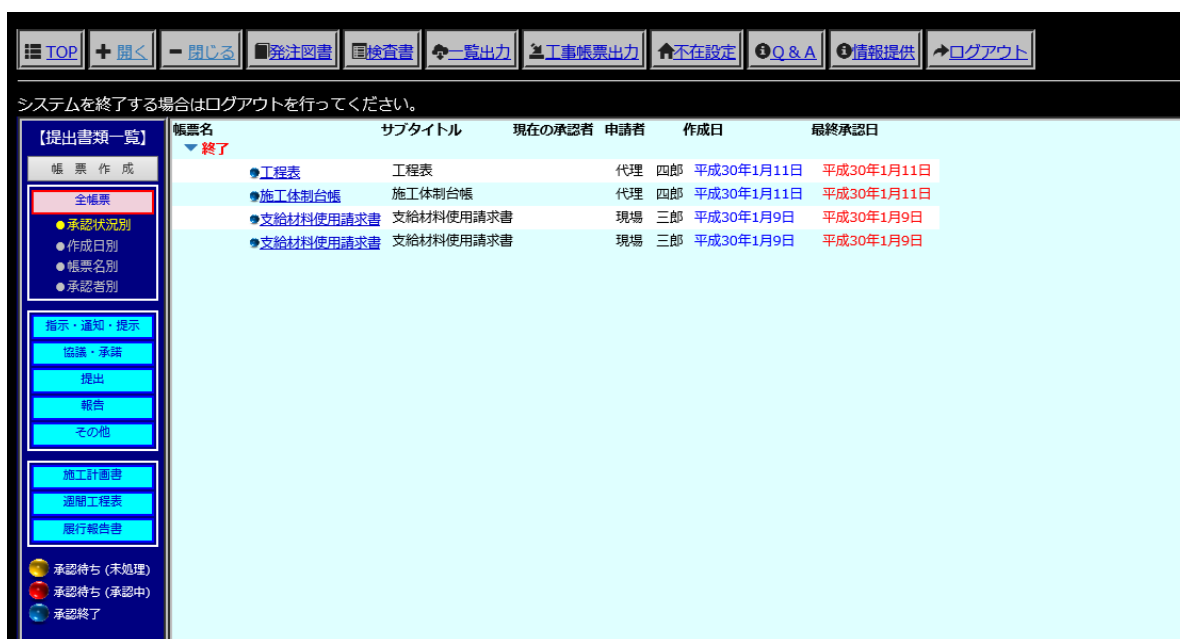 TOP 開く 閉じる 発注図書 検査書 一覧出力 工事帳票出力 不在設定 Q & A 情報提供 ログアウト
システムを終了する場合はログアウトを行ってください。
【提出書類一覧】
帳 票 作 成
全帳票
●承認状況別
●作成日別
●帳票名別
●承認者別
指示・通知・提示
協議・承諾
提出
報告
その他
施工計画書
週間工程表
履行報告書
承認待ち (未処理)
承認待ち (承認中)
承認終了
帳票名 サブタイトル 現在の承認者 申請者 作成日 最終承認日
▼終了
工程表 工程表 代理 四郎 平成30年1月11日 平成30年1月11日
施工体制台帳 施工体制台帳 代理 四郎 平成30年1月11日 平成30年1月11日
支給材料使用請求書 支給材料使用請求書 現場 三郎 平成30年1月9日 平成30年1月9日
支給材料使用請求書 支給材料使用請求書 現場 三郎 平成30年1月9日 平成30年1月9日